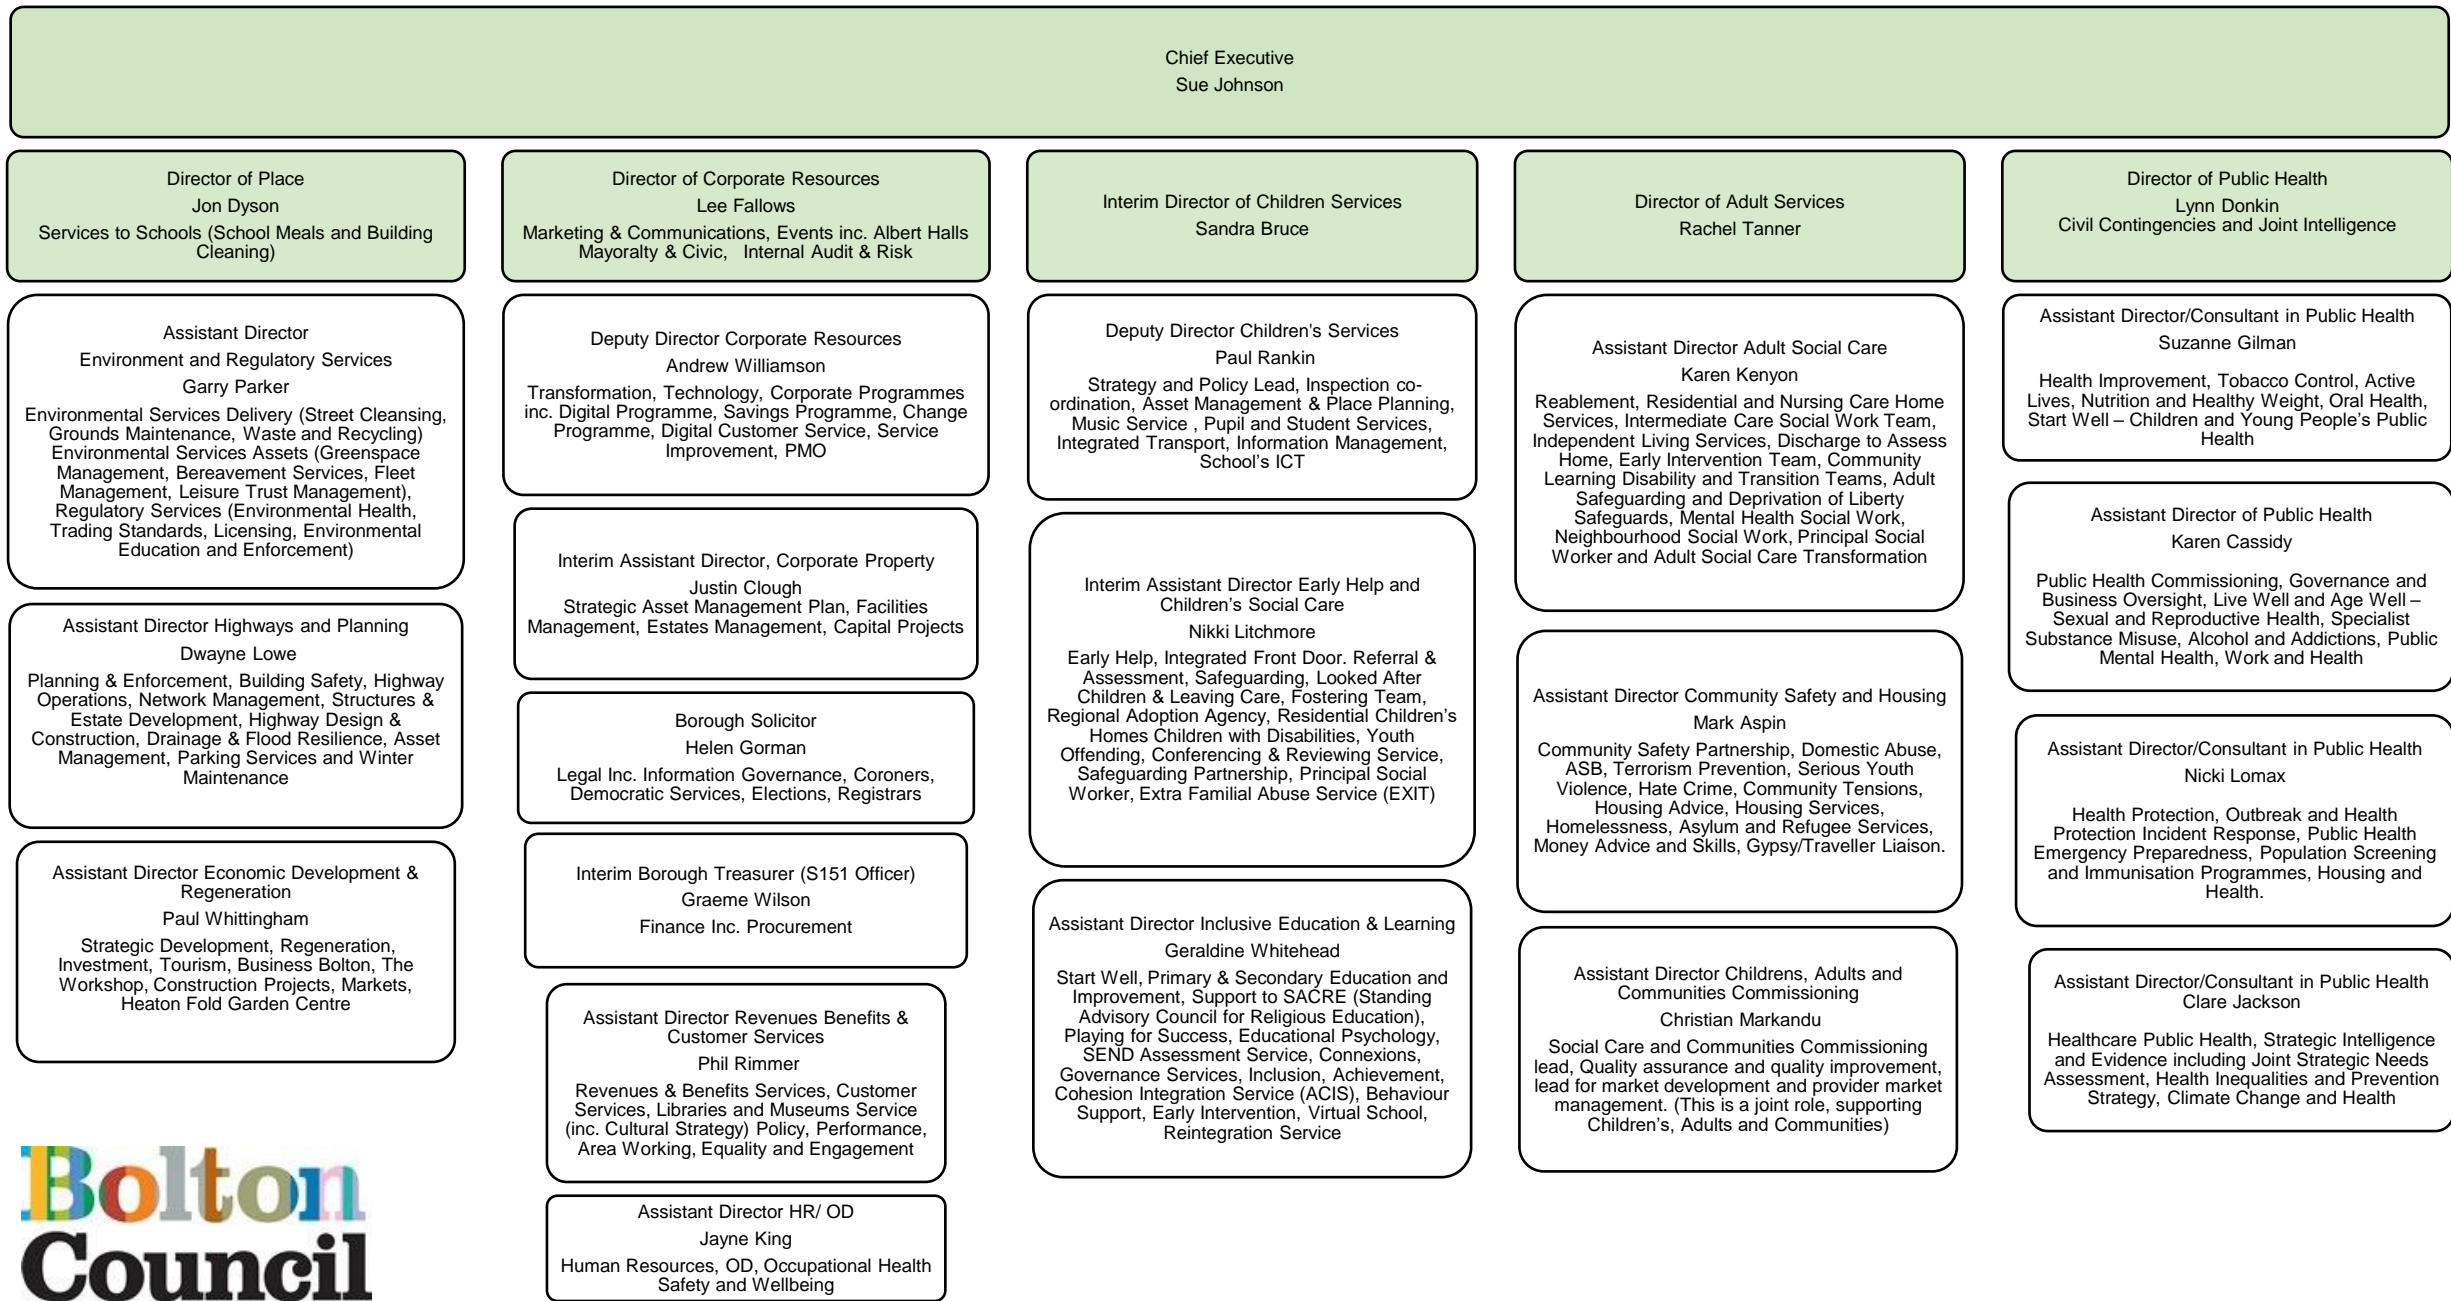 Chief Executive
Sue Johnson
Director of Place
Jon Dyson
Services to Schools (School Meals and Building
Cleaning)
Assistant Director
Environment and Regulatory Services
Garry Parker
Environmental Services Delivery (Street Cleansing,
Grounds Maintenance, Waste and Recycling)
Environmental Services Assets (Greenspace
Management, Bereavement Services, Fleet
Management, Leisure Trust Management),
Regulatory Services (Environmental Health,
Trading Standards, Licensing, Environmental
Education and Enforcement)
Assistant Director Highways and Planning
Dwayne Lowe
Planning & Enforcement, Building Safety, Highway
Operations, Network Management, Structures &
Estate Development, Highway Design &
Construction, Drainage & Flood Resilience, Asset
Management, Parking Services and Winter
Maintenance
Assistant Director Economic Development &
Regeneration
Paul Whittingham
Strategic Development, Regeneration,
Investment, Tourism, Business Bolton, The
Workshop, Construction Projects, Markets,
Heaton Fold Garden Centre
Director of Corporate Resources
Lee Fallows
Marketing & Communications, Events inc. Albert Halls
Mayoralty & Civic, Internal Audit & Risk
Deputy Director Corporate Resources
Andrew Williamson
Transformation, Technology, Corporate Programmes
inc. Digital Programme, Savings Programme, Change
Programme, Digital Customer Service, Service
Improvement, PMO
Interim Assistant Director, Corporate Property
Justin Clough
Strategic Asset Management Plan, Facilities
Management, Estates Management, Capital Projects
Borough Solicitor
Helen Gorman
Legal Inc. Information Governance, Coroners,
Democratic Services, Elections, Registrars
Interim Borough Treasurer (S151 Officer)
Graeme Wilson
Finance Inc. Procurement
Assistant Director Revenues Benefits &
Customer Services
Phil Rimmer
Revenues & Benefits Services, Customer
Services, Libraries and Museums Service
(inc. Cultural Strategy) Policy, Performance,
Area Working, Equality and Engagement
Assistant Director HR/ OD
Jayne King
Human Resources, OD, Occupational Health
Safety and Wellbeing
Interim Director of Children Services
Sandra Bruce
Deputy Director Children's Services
Paul Rankin
Strategy and Policy Lead, Inspection co-
ordination, Asset Management & Place Planning,
Music Service , Pupil and Student Services,
Integrated Transport, Information Management,
School’s ICT
Interim Assistant Director Early Help and
Children’s Social Care
Nikki Litchmore
Early Help, Integrated Front Door. Referral &
Assessment, Safeguarding, Looked After
Children & Leaving Care, Fostering Team,
Regional Adoption Agency, Residential Children’s
Homes Children with Disabilities, Youth
Offending, Conferencing & Reviewing Service,
Safeguarding Partnership, Principal Social
Worker, Extra Familial Abuse Service (EXIT)
Assistant Director Inclusive Education & Learning
Geraldine Whitehead
Start Well, Primary & Secondary Education and
Improvement, Support to SACRE (Standing
Advisory Council for Religious Education),
Playing for Success, Educational Psychology,
SEND Assessment Service, Connexions,
Governance Services, Inclusion, Achievement,
Cohesion Integration Service (ACIS), Behaviour
Support, Early Intervention, Virtual School,
Reintegration Service
Director of Adult Services
Rachel Tanner
Assistant Director Adult Social Care
Karen Kenyon
Reablement, Residential and Nursing Care Home
Services, Intermediate Care Social Work Team,
Independent Living Services, Discharge to Assess
Home, Early Intervention Team, Community
Learning Disability and Transition Teams, Adult
Safeguarding and Deprivation of Liberty
Safeguards, Mental Health Social Work,
Neighbourhood Social Work, Principal Social
Worker and Adult Social Care Transformation
Assistant Director Community Safety and Housing
Mark Aspin
Community Safety Partnership, Domestic Abuse,
ASB, Terrorism Prevention, Serious Youth
Violence, Hate Crime, Community Tensions,
Housing Advice, Housing Services,
Homelessness, Asylum and Refugee Services,
Money Advice and Skills, Gypsy/Traveller Liaison.
Assistant Director Childrens, Adults and
Communities Commissioning
Christian Markandu
Social Care and Communities Commissioning
lead, Quality assurance and quality improvement,
lead for market development and provider market
management. (This is a joint role, supporting
Children’s, Adults and Communities)
Director of Public Health
Lynn Donkin
Civil Contingencies and Joint Intelligence
Assistant Director/Consultant in Public Health
Suzanne Gilman
Health Improvement, Tobacco Control, Active
Lives, Nutrition and Healthy Weight, Oral Health,
Start Well – Children and Young People’s Public
Health
Assistant Director of Public Health
Karen Cassidy
Public Health Commissioning, Governance and
Business Oversight, Live Well and Age Well –
Sexual and Reproductive Health, Specialist
Substance Misuse, Alcohol and Addictions, Public
Mental Health, Work and Health
Assistant Director/Consultant in Public Health
Nicki Lomax
Health Protection, Outbreak and Health
Protection Incident Response, Public Health
Emergency Preparedness, Population Screening
and Immunisation Programmes, Housing and
Health.
Assistant Director/Consultant in Public Health
Clare Jackson
Healthcare Public Health, Strategic Intelligence
and Evidence including Joint Strategic Needs
Assessment, Health Inequalities and Prevention
Strategy, Climate Change and Health
Bolton
Council